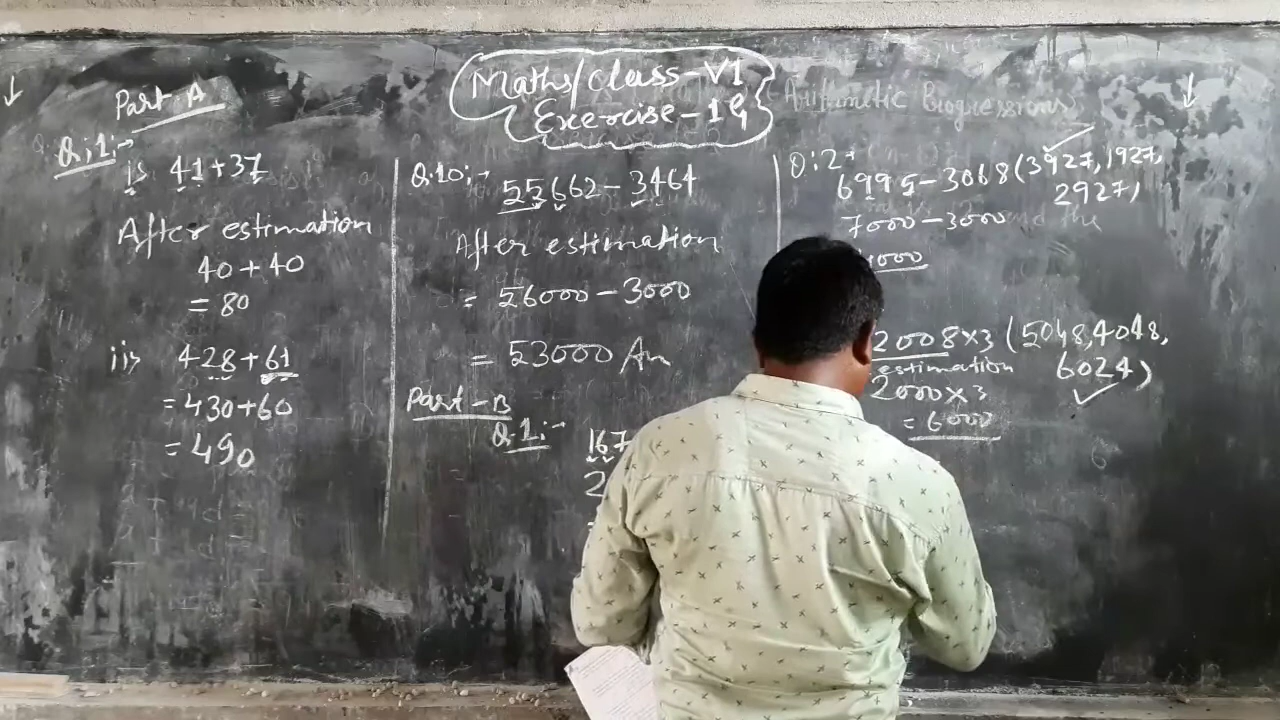 Maths/Class-VI
Exercise-1G
Arithmetic Progressions
Part-A
Q:1:-
i> 41+37
After estimation
40+40
=80
ii> 428+61
=430+60
=490
Q.10:-
55662-3464
After estimation
= 56000-3000
= 53000 An
Part-B
Q.1:-
167
2
Q:2-
6995-3068(3927,1927,
2927)
7000-3000
4000
2008×3 (5048,4048,
6024)
estimation
2000×3
=6000